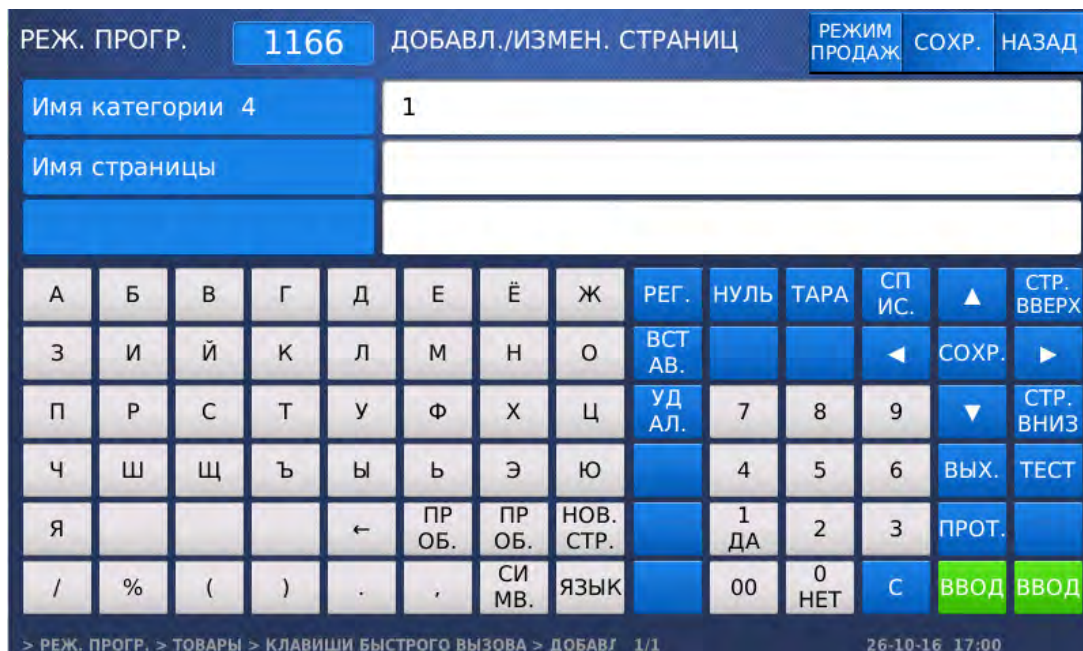 РЕЖ. ПРОГР. 1166 ДОБАВЛ./ИЗМЕН. СТРАНИЦ РЕЖИМ ПРОДАЖ СОХР. НАЗАД
Имя категории 4 1
Имя страницы
А Б В Г Д Е Ё Ж РЕГ. НУЛЬ ТАРА СП ИС. ▲ СТР. ВВЕРХ
З И Й К Л М Н О ВСТ АВ. ◀ СОХР. ▶
П Р С Т У Ф Х Ц УД АЛ. 7 8 9 ▼ СТР. ВНИЗ
Ч Ш Щ Ъ Ы Ь Э Ю 4 5 6 ВЫХ. ТЕСТ
Я ← ПР ОБ. ПР ОБ. НОВ. СТР. 1 ДА 2 3 ПРОТ.
/ % ( ) . , СИ МВ. ЯЗЫК 00 0 НЕТ С ВВОД ВВОД
> РЕЖ. ПРОГР. > ТОВАРЫ > КЛАВИШИ БЫСТРОГО ВЫЗОВА > ДОБАВЛ 1/1 26-10-16 17:00